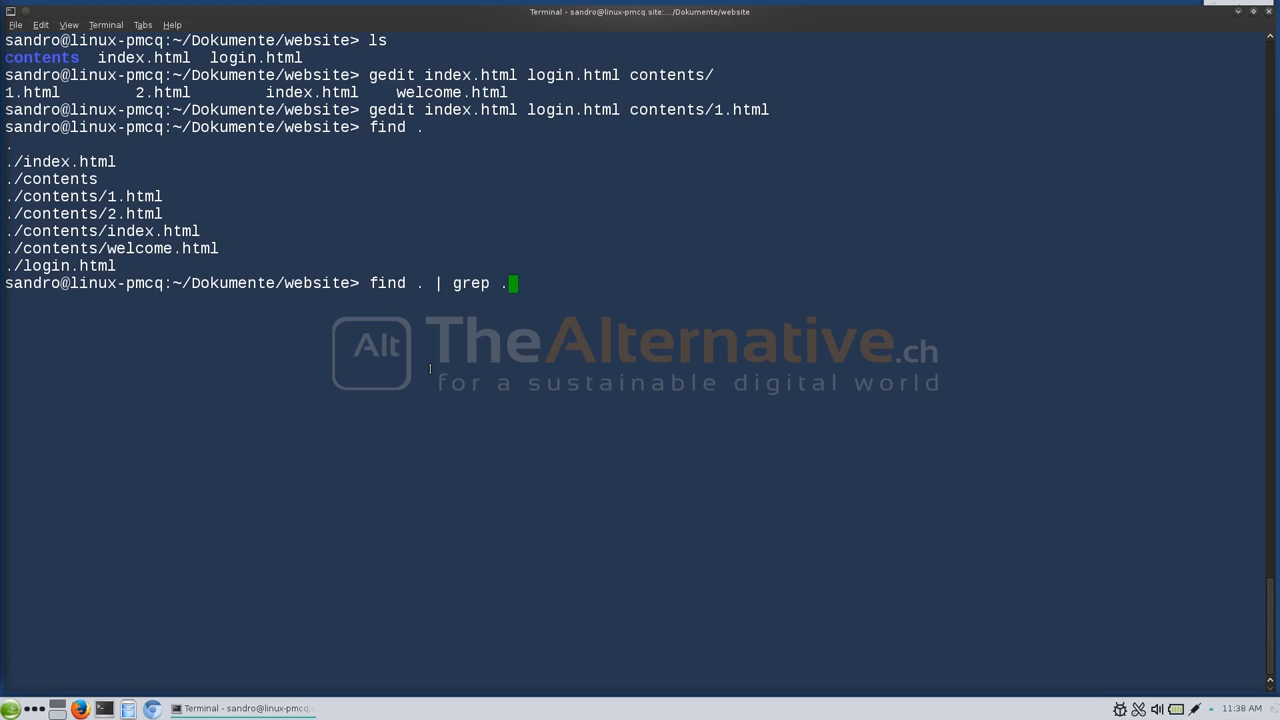 Terminal - sandro@linux-pmcq.site:.../Dokumente/website
File Edit View Terminal Tabs Help
sandro@linux-pmcq:~/Dokumente/website> ls
contents index.html login.html
sandro@linux-pmcq:~/Dokumente/website> gedit index.html login.html contents/
1.html 2.html index.html welcome.html
sandro@linux-pmcq:~/Dokumente/website> gedit index.html login.html contents/1.html
sandro@linux-pmcq:~/Dokumente/website> find .
.
./index.html
./contents
./contents/1.html
./contents/2.html
./contents/index.html
./contents/welcome.html
./login.html
sandro@linux-pmcq:~/Dokumente/website> find . | grep .
Alt TheAlternative.ch
for a sustainable digital world
Terminal - sandro@linux-pmcq.
11:38 AM